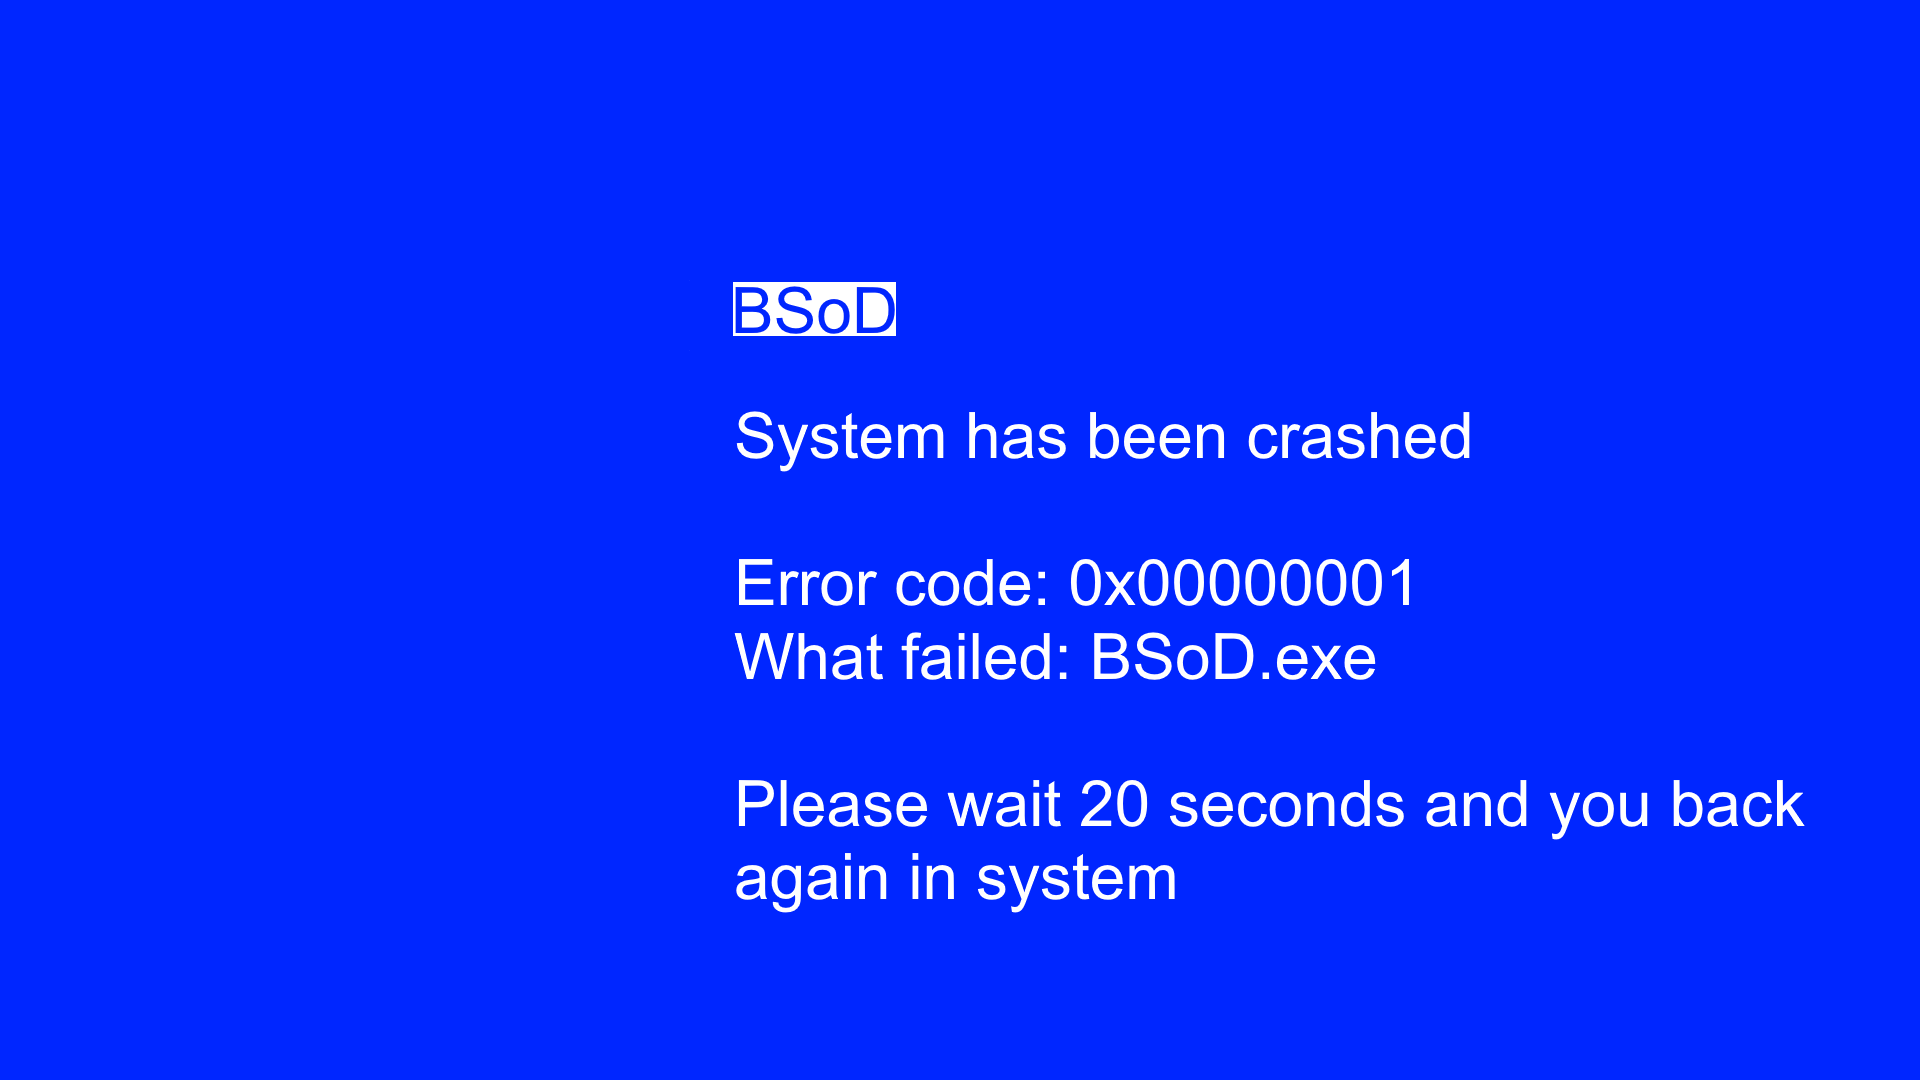 BSoD
System has been crashed
Error code: 0x00000001
What failed: BSoD.exe
Please wait 20 seconds and you back
again in system